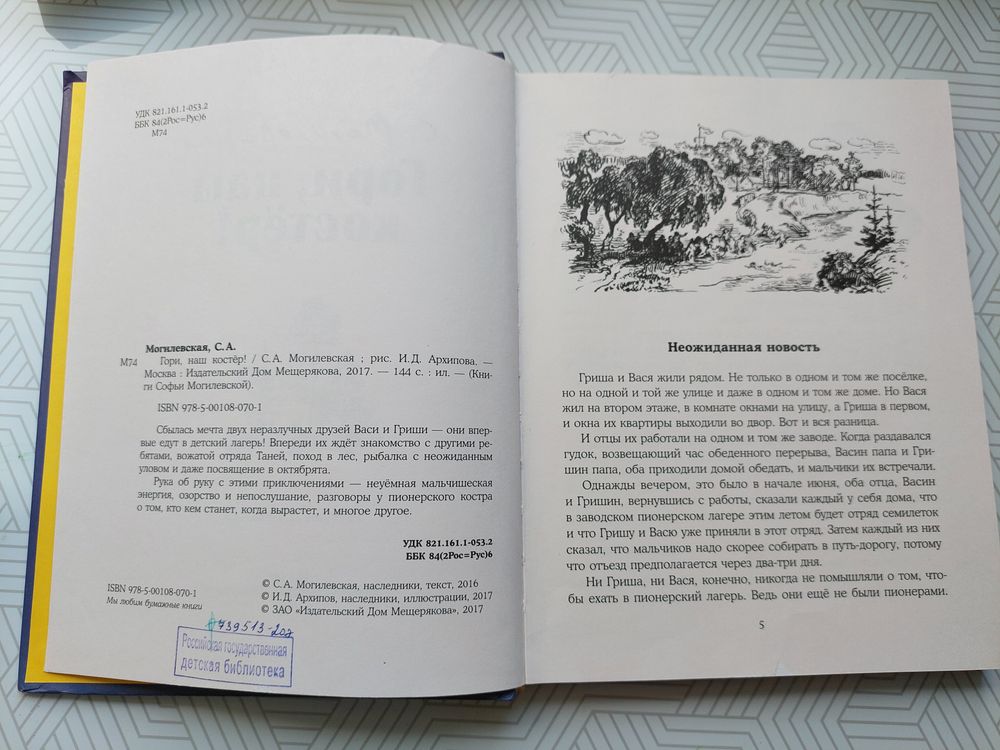 УДК 821.161.1-053.2
ББК 84(2Рос=Рус)6
М74
Могилевская, С.А.
М74 Гори, наш костёр! / С.А. Могилевская ; рис. И.Д. Архипова. —
Москва : Издательский Дом Мещерякова, 2017. — 144 с. : ил. — (Кни-
ги Софьи Могилевской).
ISBN 978-5-00108-070-1
Сбылась мечта двух неразлучных друзей Васи и Гриши — они впер-
вые едут в детский лагерь! Впереди их ждёт знакомство с другими ре-
бятами, вожатой отряда Таней, поход в лес, рыбалка с неожиданным
уловом и даже посвящение в октябрята.
Рука об руку с этими приключениями — неуёмная мальчишеская
энергия, озорство и непослушание, разговоры у пионерского костра
о том, кто кем станет, когда вырастет, и многое другое.
УДК 821.161.1-053.2
ББК 84(2Рос=Рус)6
ISBN 978-5-00108-070-1
Мы любим бумажные книги
© С.А. Могилевская, наследники, текст, 2016
© И.Д. Архипов, наследники, иллюстрации, 2017
© ЗАО «Издательский Дом Мещерякова», 2017
739513-
Российская государственная
детская библиотека
Неожиданная новость
Гриша и Вася жили рядом. Не только в одном и том же посёлке,
но на одной и той же улице и даже в одном и том же доме. Но Вася
жил на втором этаже, в комнате окнами на улицу, а Гриша в первом,
и окна их квартиры выходили во двор. Вот и вся разница.
И отцы их работали на одном и том же заводе. Когда раздавался
гудок, возвещающий час обеденного перерыва, Васин папа и Гри-
шин папа, оба приходили домой обедать, и мальчики их встречали.
Однажды вечером, это было в начале июня, оба отца, Васин
и Гришин, вернувшись с работы, сказали каждый у себя дома, что
в заводском пионерском лагере этим летом будет отряд семилеток
и что Гришу и Васю уже приняли в этот отряд. Затем каждый из них
сказал, что мальчиков надо скорее собирать в путь-дорогу, потому
что отъезд предполагается через два-три дня.
Ни Гриша, ни Вася, конечно, никогда не помышляли о том, что-
бы ехать в пионерский лагерь. Ведь они ещё не были пионерами.
5